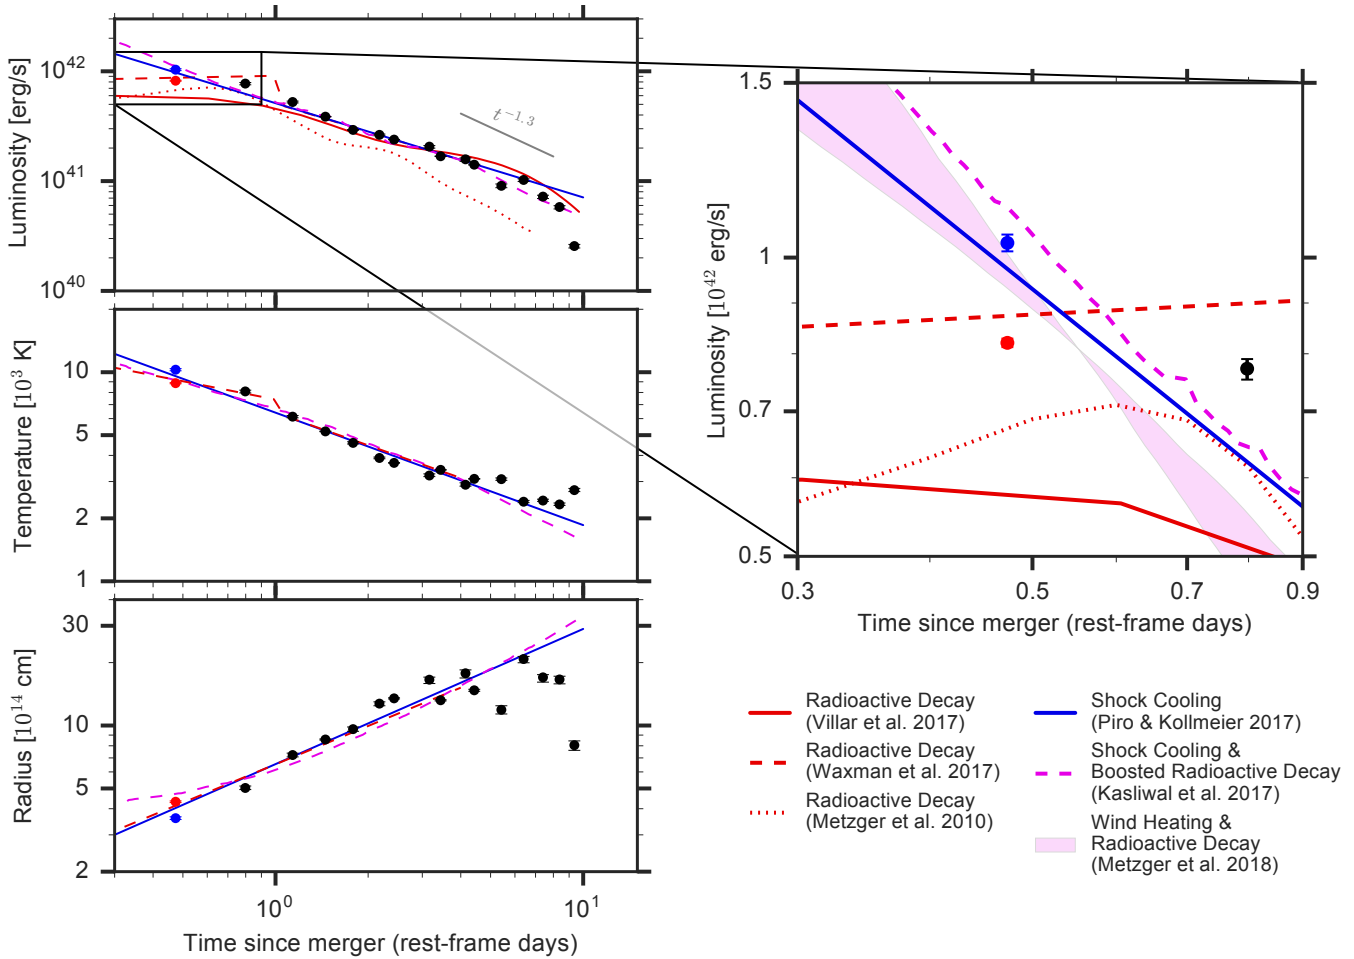 Luminosity [erg/s]
10^42
10^41
10^40
t^−1.3
Temperature [10^3 K]
10
5
2
1
Radius [10^14 cm]
30
10
5
2
10^0
10^1
Time since merger (rest-frame days)
Luminosity [10^42 erg/s]
1.5
1
0.7
0.5
0.3
0.5
0.7
0.9
Time since merger (rest-frame days)
Radioactive Decay
(Villar et al. 2017)
Radioactive Decay
(Waxman et al. 2017)
Radioactive Decay
(Metzger et al. 2010)
Shock Cooling
(Piro & Kollmeier 2017)
Shock Cooling &
Boosted Radioactive Decay
(Kasliwal et al. 2017)
Wind Heating &
Radioactive Decay
(Metzger et al. 2018)